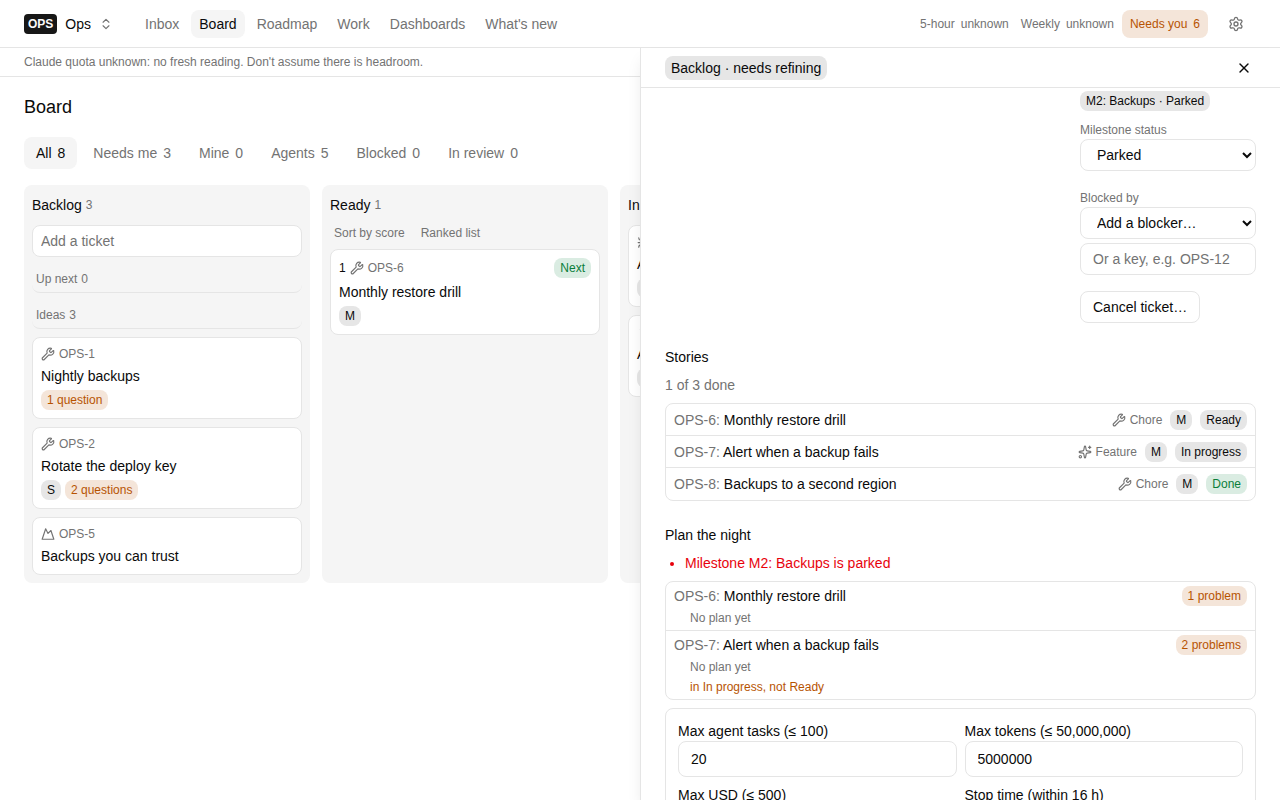 OPS Ops Inbox Board Roadmap Work Dashboards What's new 5-hour unknown Weekly unknown Needs you 6
Claude quota unknown: no fresh reading. Don't assume there is headroom.
Board
All 8 Needs me 3 Mine 0 Agents 5 Blocked 0 In review 0
Backlog 3
Add a ticket
Up next 0
Ideas 3
OPS-1
Nightly backups
1 question
OPS-2
Rotate the deploy key
S 2 questions
OPS-5
Backups you can trust
Ready 1
Sort by score Ranked list
1 OPS-6 Next
Monthly restore drill
M
In
Backlog · needs refining
M2: Backups · Parked
Milestone status
Parked
Blocked by
Add a blocker…
Or a key, e.g. OPS-12
Cancel ticket…
Stories
1 of 3 done
OPS-6: Monthly restore drill Chore M Ready
OPS-7: Alert when a backup fails Feature M In progress
OPS-8: Backups to a second region Chore M Done
Plan the night
• Milestone M2: Backups is parked
OPS-6: Monthly restore drill 1 problem
No plan yet
OPS-7: Alert when a backup fails 2 problems
No plan yet
in In progress, not Ready
Max agent tasks (≤ 100) Max tokens (≤ 50,000,000)
20 5000000
Max USD (≤ 500) Stop time (within 16 h)